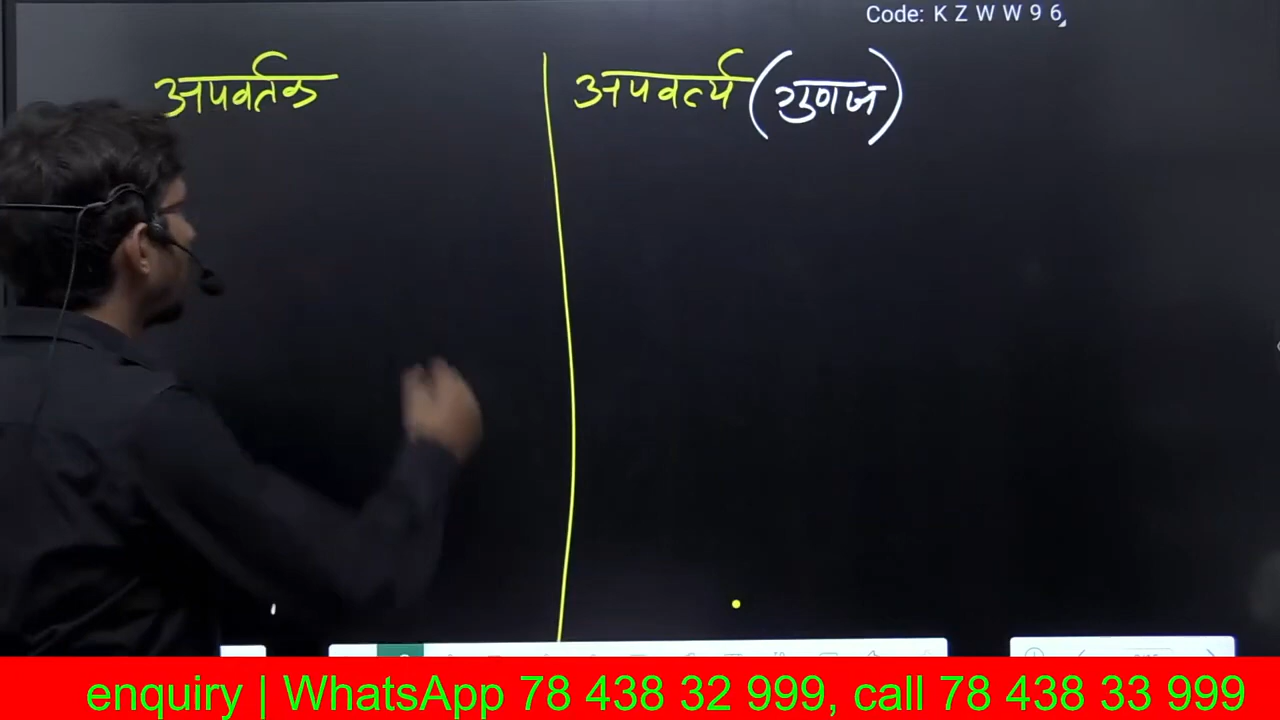 Code: K Z W W 9 6
अपवर्तक
अपवर्त्य (गुणज)
enquiry | WhatsApp 78 438 32 999, call 78 438 33 999